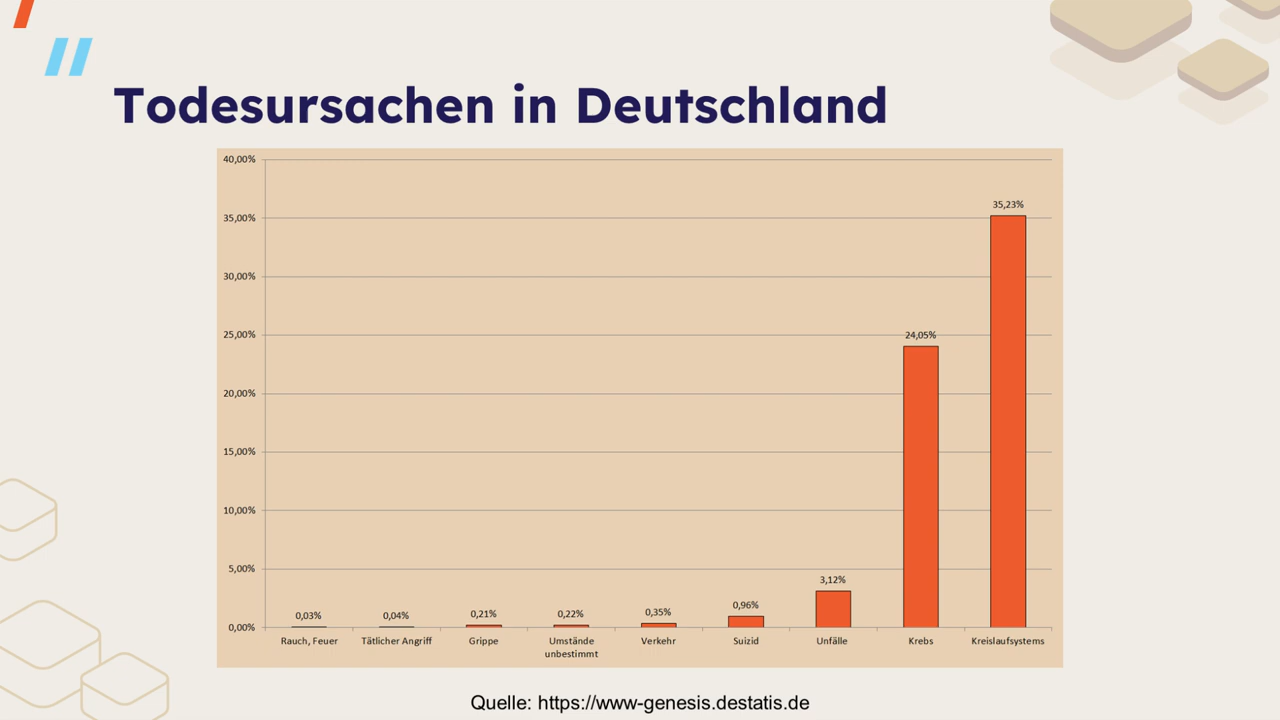 Todesursachen in Deutschland
40,00%
35,00%
30,00%
25,00%
20,00%
15,00%
10,00%
5,00%
0,00%
0,03%
0,04%
0,21%
0,22%
0,35%
0,96%
3,12%
24,05%
35,23%
Rauch, Feuer
Tätlicher Angriff
Grippe
Umstände
unbestimmt
Verkehr
Suizid
Unfälle
Krebs
Kreislaufsystems
Quelle: https://www-genesis.destatis.de